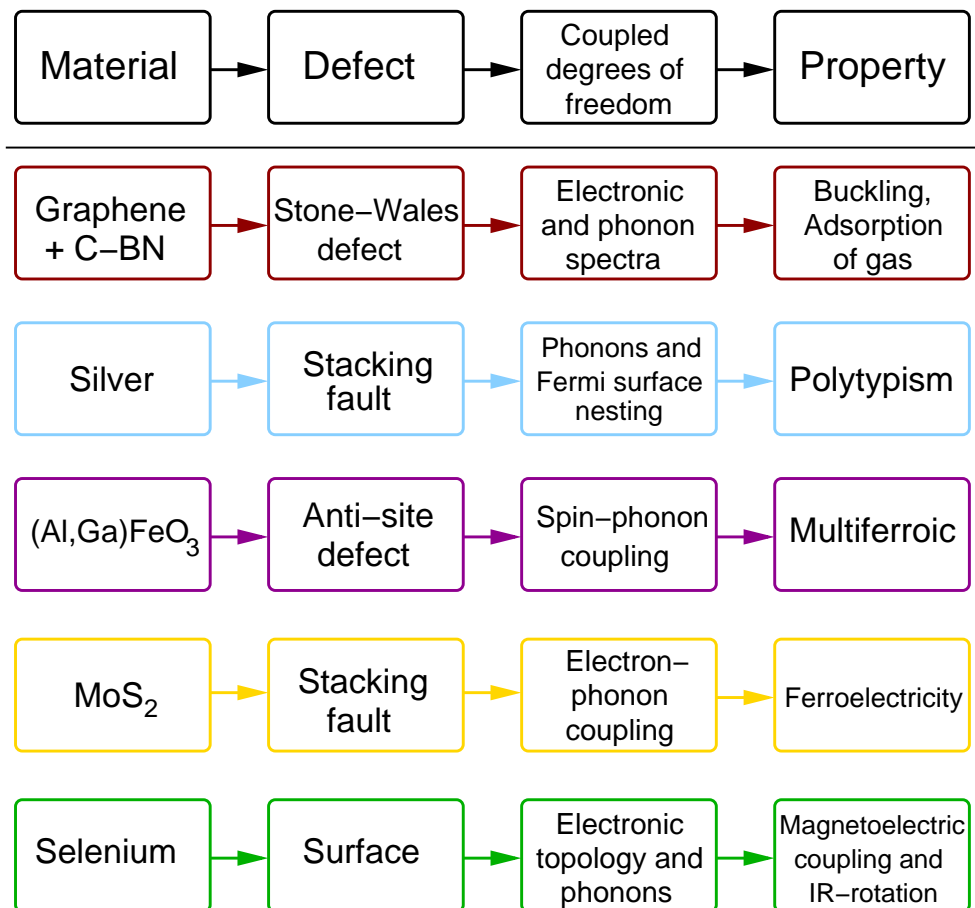 Material
Defect
Coupled
degrees of
freedom
Property
Graphene
+ C−BN
Stone−Wales
defect
Electronic
and phonon
spectra
Buckling,
Adsorption
of gas
Silver
Stacking
fault
Phonons and
Fermi surface
nesting
Polytypism
(Al,Ga)FeO3
Anti−site
defect
Spin−phonon
coupling
Multiferroic
MoS2
Stacking
fault
Electron−
phonon
coupling
Ferroelectricity
Selenium
Surface
Electronic
topology and
phonons
Magnetoelectric
coupling and
IR−rotation